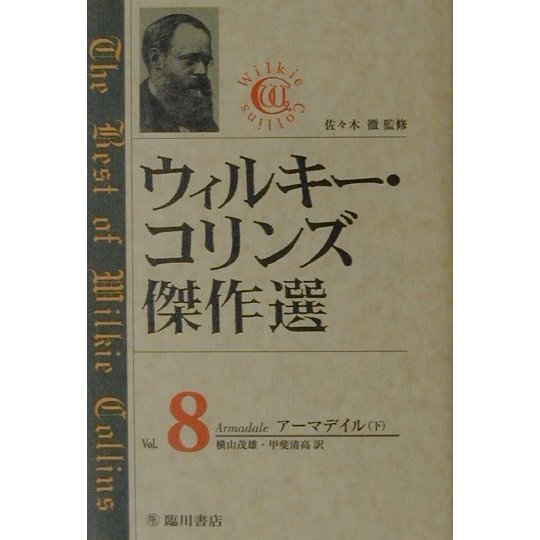 The Best of Wilkie Collins
Wilkie Collins
WC
佐々木 徹 監修
ウィルキー・
コリンズ
傑作選
Vol. 8 Armadale アーマデイル(下)
横山茂雄・甲斐清高 訳
臨川書店